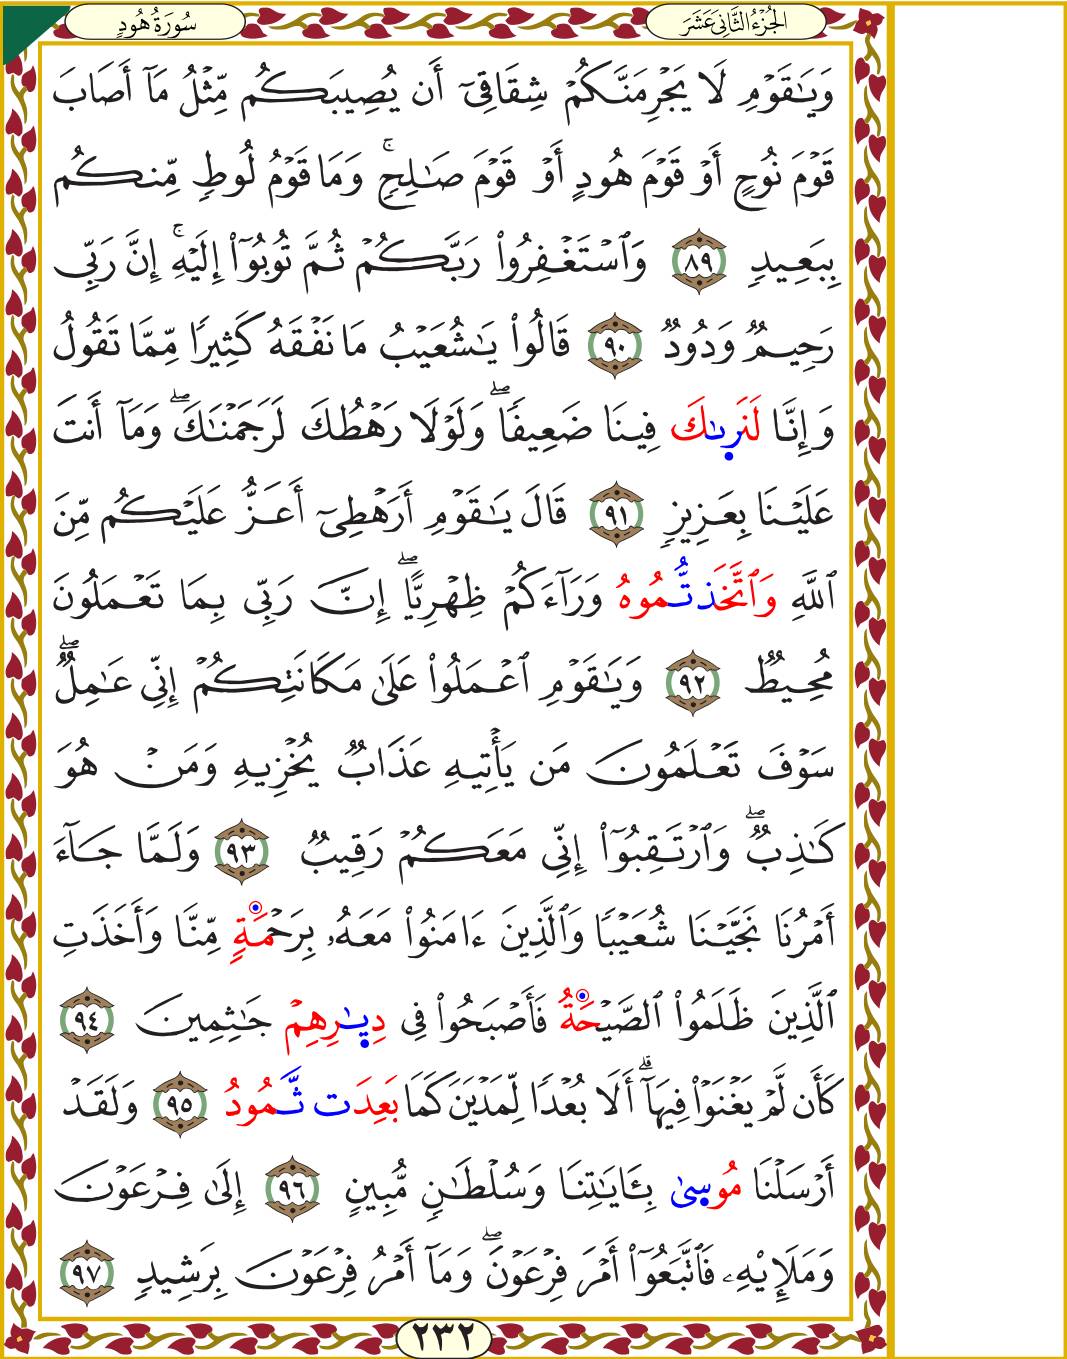 سُورَةُ هُودٍ
الجُزْءُ الثَّانِي عَشَرَ
وَيَٰقَوْمِ لَا يَجْرِمَنَّكُمْ شِقَاقِىٓ أَن يُصِيبَكُم مِّثْلُ مَآ أَصَابَ
قَوْمَ نُوحٍ أَوْ قَوْمَ هُودٍ أَوْ قَوْمَ صَٰلِحٍۚ وَمَا قَوْمُ لُوطٍ مِّنكُم
بِبَعِيدٍ ٨٩ وَٱسْتَغْفِرُوا۟ رَبَّكُمْ ثُمَّ تُوبُوٓا۟ إِلَيْهِۚ إِنَّ رَبِّى
رَحِيمٌ وَدُودٌ ٩٠ قَالُوا۟ يَٰشُعَيْبُ مَا نَفْقَهُ كَثِيرًا مِّمَّا تَقُولُ
وَإِنَّا لَنَرٜىٰكَ فِينَا ضَعِيفًاۖ وَلَوْلَا رَهْطُكَ لَرَجَمْنَٰكَۖ وَمَآ أَنتَ
عَلَيْنَا بِعَزِيزٍ ٩١ قَالَ يَٰقَوْمِ أَرَهْطِىٓ أَعَزُّ عَلَيْكُم مِّنَ
ٱللَّهِ وَٱتَّخَذتُّمُوهُ وَرَآءَكُمْ ظِهْرِيًّاۖ إِنَّ رَبِّى بِمَا تَعْمَلُونَ
مُحِيطٌ ٩٢ وَيَٰقَوْمِ ٱعْمَلُوا۟ عَلَىٰ مَكَانَتِكُمْ إِنِّى عَٰمِلٌۖ
سَوْفَ تَعْلَمُونَ مَن يَأْتِيهِ عَذَابٌ يُخْزِيهِ وَمَنْ هُوَ
كَٰذِبٌۖ وَٱرْتَقِبُوٓا۟ إِنِّى مَعَكُمْ رَقِيبٌ ٩٣ وَلَمَّا جَآءَ
أَمْرُنَا نَجَّيْنَا شُعَيْبًا وَٱلَّذِينَ ءَامَنُوا۟ مَعَهُۥ بِرَحْمَةٍ مِّنَّا وَأَخَذَتِ
ٱلَّذِينَ ظَلَمُوا۟ ٱلصَّيْحَةُ فَأَصْبَحُوا۟ فِى دِيَٰرِهِمْ جَٰثِمِينَ ٩٤
كَأَن لَّمْ يَغْنَوْا۟ فِيهَآۗ أَلَا بُعْدًا لِّمَدْيَنَ كَمَا بَعِدَت ثَّمُودُ ٩٥ وَلَقَدْ
أَرْسَلْنَا مُوسٜىٰ بِـَٔايَٰتِنَا وَسُلْطَٰنٍ مُّبِينٍ ٩٦ إِلَىٰ فِرْعَوْنَ
وَمَلَإِي۟هِۦ فَٱتَّبَعُوٓا۟ أَمْرَ فِرْعَوْنَۖ وَمَآ أَمْرُ فِرْعَوْنَ بِرَشِيدٍ ٩٧
٢٣٢